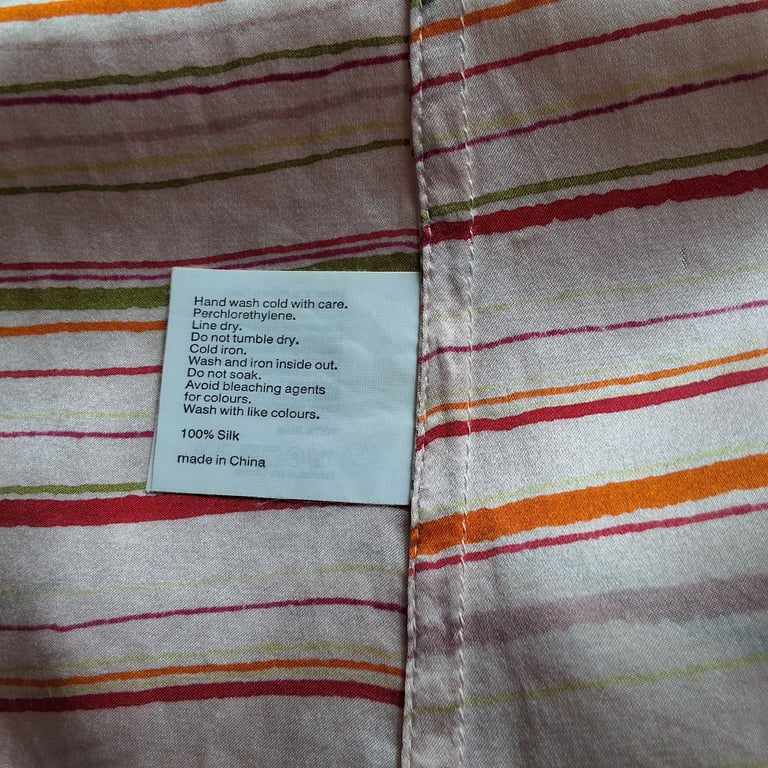 Hand wash cold with care.
Perchlorethylene.
Line dry.
Do not tumble dry.
Cold iron.
Wash and iron inside out.
Do not soak.
Avoid bleaching agents
for colours.
Wash with like colours.
100% Silk
made in China